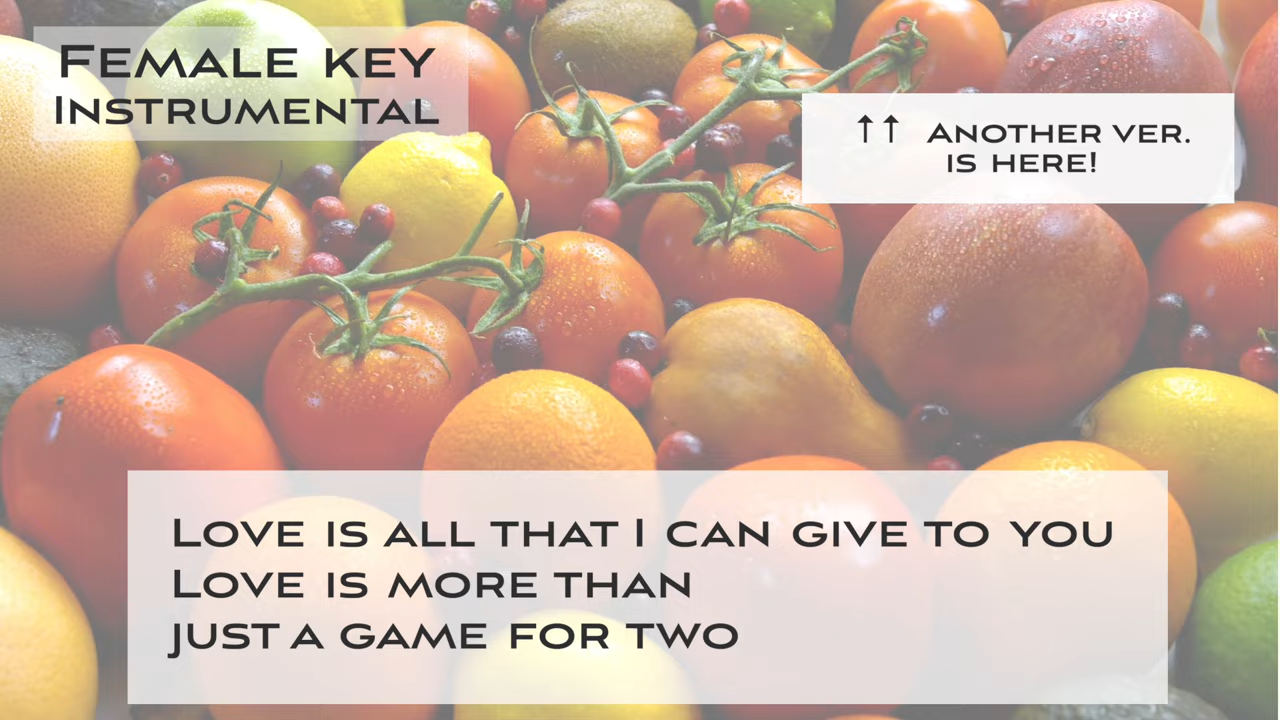 Female key
Instrumental
↑↑ Another ver.
is here!
Love is all that I can give to you
Love is more than
just a game for two